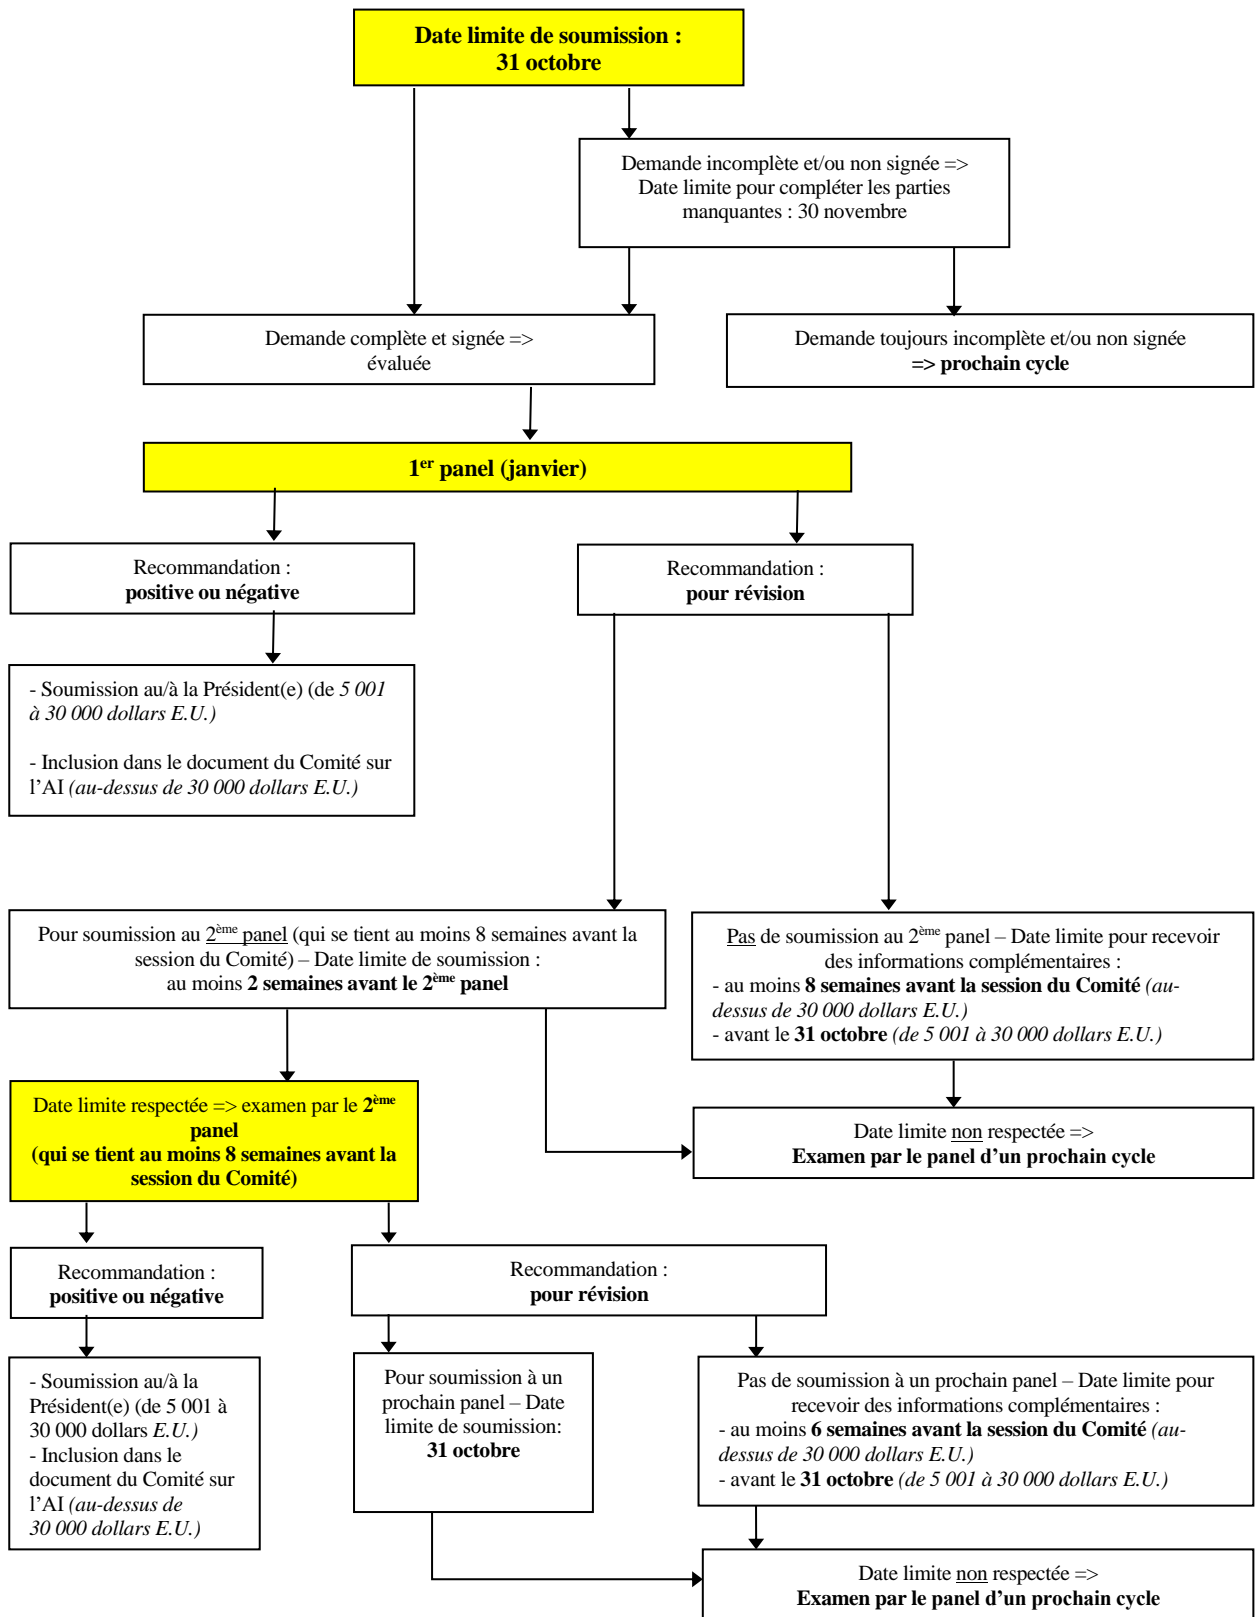 Date limite de soumission :
31 octobre
Demande incomplète et/ou non signée =>
Date limite pour compléter les parties
manquantes : 30 novembre
Demande complète et signée =>
évaluée
Demande toujours incomplète et/ou non signée
=> prochain cycle
1er panel (janvier)
Recommandation :
positive ou négative
Recommandation :
pour révision
- Soumission au/à la Président(e) (de 5 001
à 30 000 dollars E.U.)
- Inclusion dans le document du Comité sur
l’AI (au-dessus de 30 000 dollars E.U.)
Pour soumission au 2ème panel (qui se tient au moins 8 semaines avant la
session du Comité) – Date limite de soumission :
au moins 2 semaines avant le 2ème panel
Pas de soumission au 2ème panel – Date limite pour recevoir
des informations complémentaires :
- au moins 8 semaines avant la session du Comité (au-
dessus de 30 000 dollars E.U.)
- avant le 31 octobre (de 5 001 à 30 000 dollars E.U.)
Date limite respectée => examen par le 2ème
panel
(qui se tient au moins 8 semaines avant la
session du Comité)
Date limite non respectée =>
Examen par le panel d’un prochain cycle
Recommandation :
positive ou négative
Recommandation :
pour révision
- Soumission au/à la
Président(e) (de 5 001 à
30 000 dollars E.U.)
- Inclusion dans le
document du Comité sur
l’AI (au-dessus de
30 000 dollars E.U.)
Pour soumission à un
prochain panel – Date
limite de soumission:
31 octobre
Pas de soumission à un prochain panel – Date limite pour
recevoir des informations complémentaires :
- au moins 6 semaines avant la session du Comité (au-
dessus de 30 000 dollars E.U.)
- avant le 31 octobre (de 5 001 à 30 000 dollars E.U.)
Date limite non respectée =>
Examen par le panel d’un prochain cycle